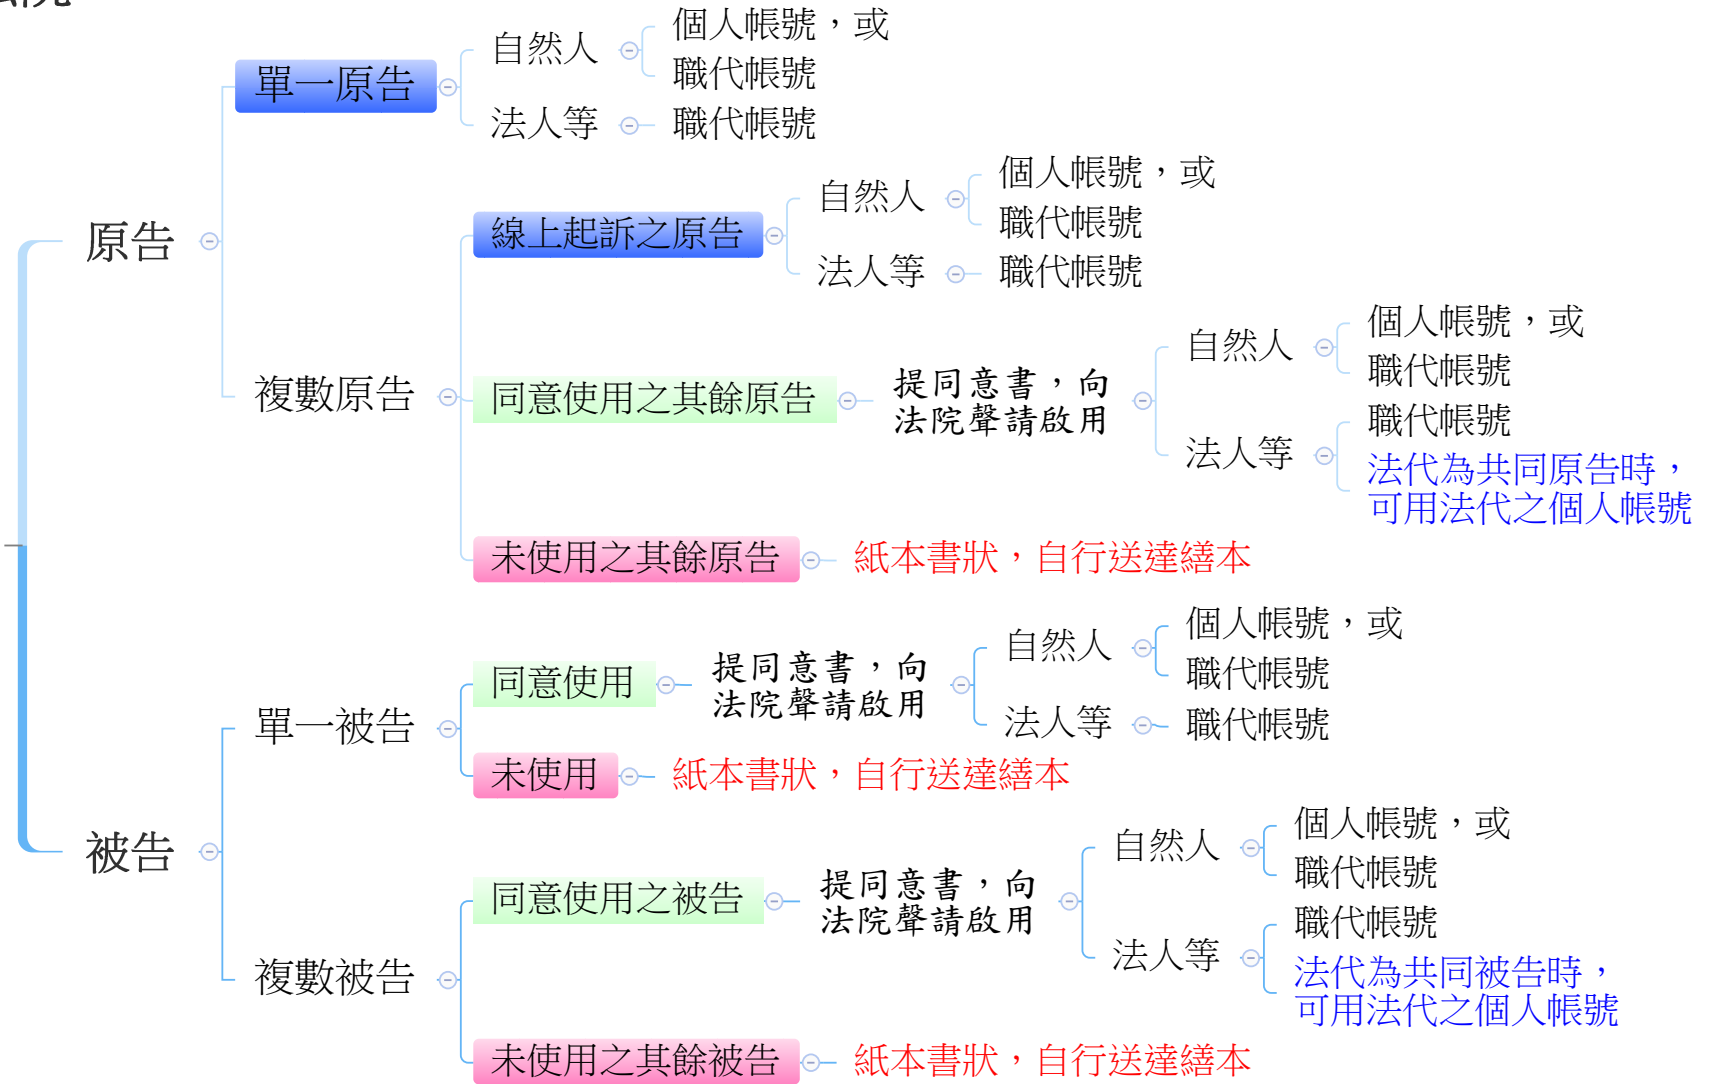 原告
單一原告
自然人
個人帳號，或
職代帳號
法人等
職代帳號
複數原告
線上起訴之原告
自然人
個人帳號，或
職代帳號
法人等
職代帳號
同意使用之其餘原告
提同意書，向
法院聲請啟用
自然人
個人帳號，或
職代帳號
法人等
職代帳號
法代為共同原告時，
可用法代之個人帳號
未使用之其餘原告
紙本書狀，自行送達繕本
被告
單一被告
同意使用
提同意書，向
法院聲請啟用
自然人
個人帳號，或
職代帳號
法人等
職代帳號
未使用
紙本書狀，自行送達繕本
複數被告
同意使用之被告
提同意書，向
法院聲請啟用
自然人
個人帳號，或
職代帳號
法人等
職代帳號
法代為共同被告時，
可用法代之個人帳號
未使用之其餘被告
紙本書狀，自行送達繕本